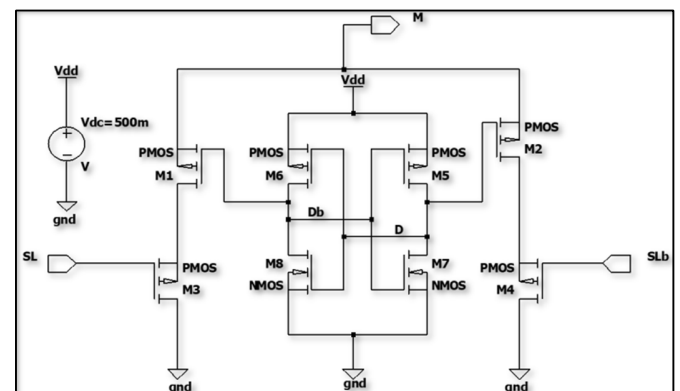 M
Vdd
Vdd
Vdc=500m
V
gnd
PMOS
M1
PMOS
M6
PMOS
M5
PMOS
M2
Db
D
SL
PMOS
M3
M8
NMOS
M7
NMOS
PMOS
M4
SLb
gnd
gnd
gnd